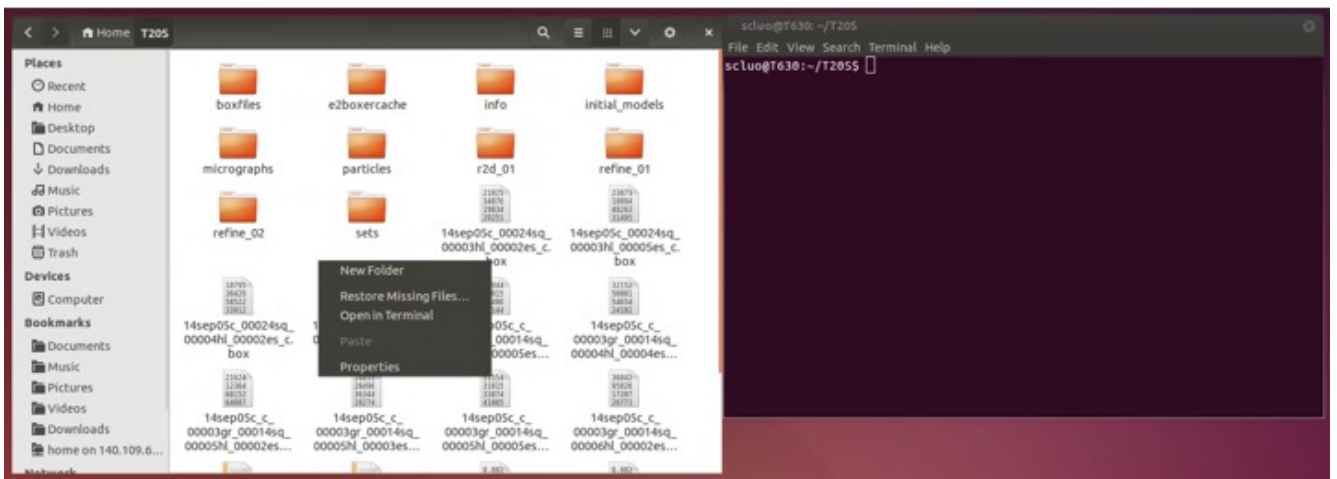 Home T20S
Places
Recent
Home
Desktop
Documents
Downloads
Music
Pictures
Videos
Trash
Devices
Computer
Bookmarks
Documents
Music
Pictures
Videos
Downloads
home on 140.109.6...
Network
boxfiles
e2boxercache
info
initial_models
micrographs
particles
r2d_01
refine_01
refine_02
sets
14sep05c_00024sq_
00003hl_00002es_c.
box
14sep05c_00024sq_
00003hl_00005es_c.
box
14sep05c_00024sq_
00004hl_00002es_c.
box
14sep05c_c_
00003gr_00014sq_
00004hl_00004es...
14sep05c_c_
00003gr_00014sq_
00005hl_00002es...
14sep05c_c_
00003gr_00014sq_
00005hl_00003es...
14sep05c_c_
00003gr_00014sq_
00005hl_00005es...
14sep05c_c_
00003gr_00014sq_
00006hl_00002es...
New Folder
Restore Missing Files...
Open in Terminal
Paste
Properties
scluo@T630: ~/T20S
File Edit View Search Terminal Help
scluo@T630:~/T20S$